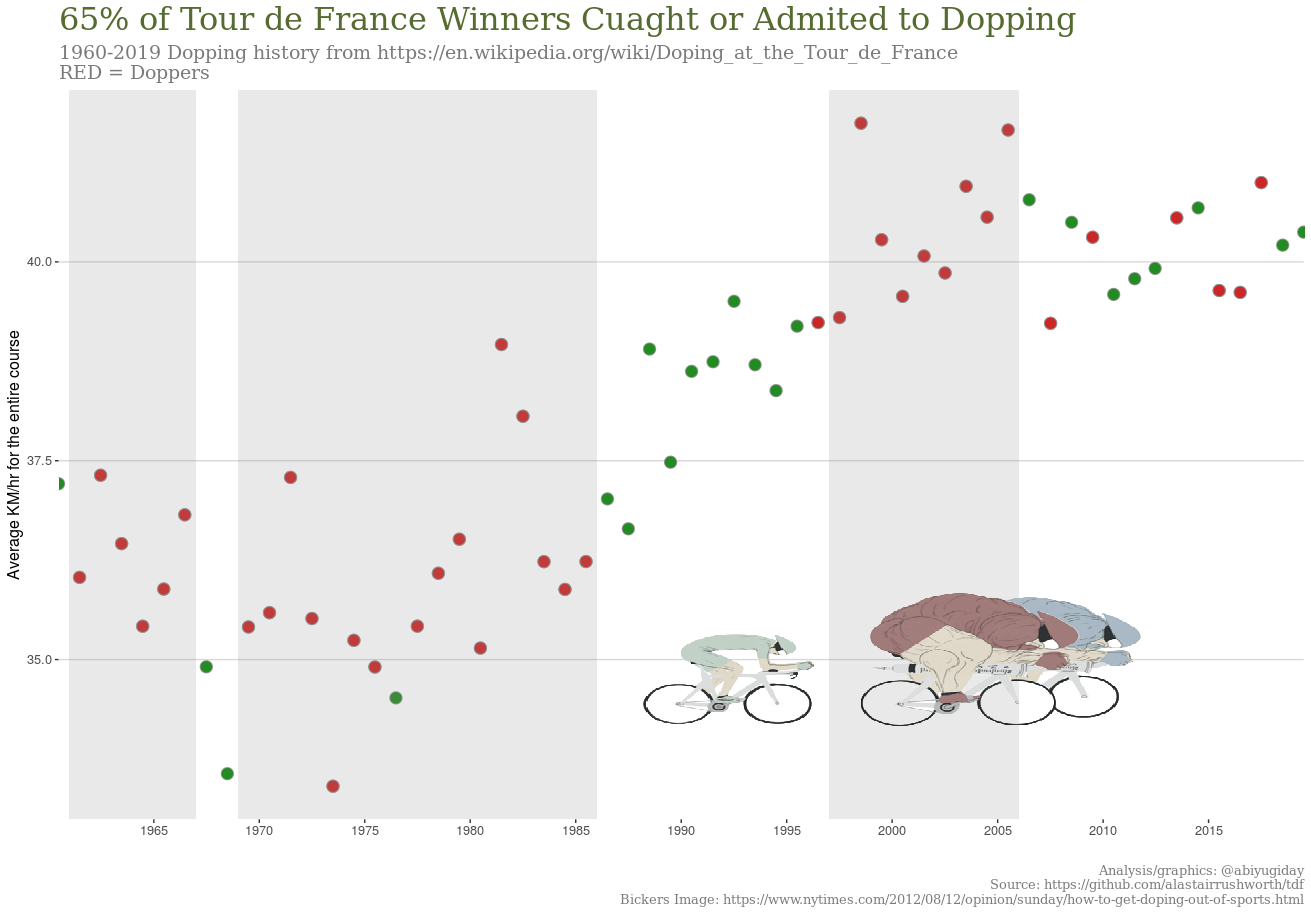 65% of Tour de France Winners Cuaght or Admited to Dopping
1960-2019 Dopping history from https://en.wikipedia.org/wiki/Doping_at_the_Tour_de_France
RED = Doppers
Average KM/hr for the entire course
40.0
37.5
35.0
1965 1970 1975 1980 1985 1990 1995 2000 2005 2010 2015
Analysis/graphics: @abiyugiday
Source: https://github.com/alastairrushworth/tdf
Bickers Image: https://www.nytimes.com/2012/08/12/opinion/sunday/how-to-get-doping-out-of-sports.html